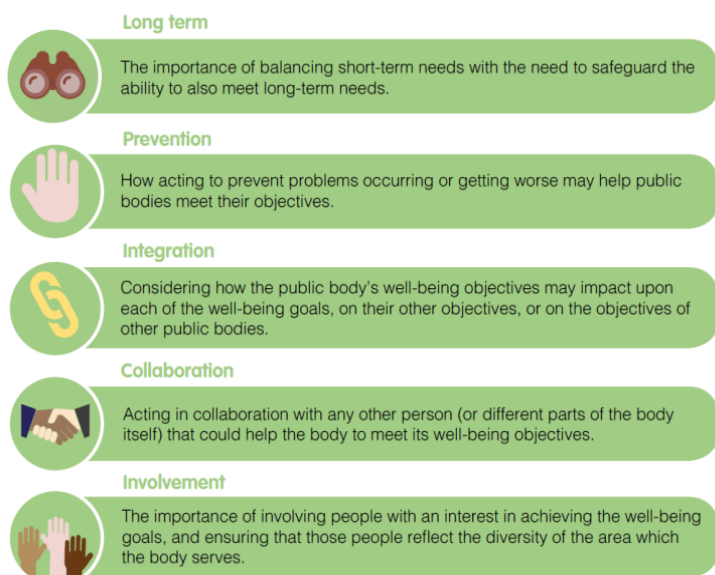 Long term
The importance of balancing short-term needs with the need to safeguard the
ability to also meet long-term needs.
Prevention
How acting to prevent problems occurring or getting worse may help public
bodies meet their objectives.
Integration
Considering how the public body's well-being objectives may impact upon
each of the well-being goals, on their other objectives, or on the objectives of
other public bodies.
Collaboration
Acting in collaboration with any other person (or different parts of the body
itself) that could help the body to meet its well-being objectives.
Involvement
The importance of involving people with an interest in achieving the well-being
goals, and ensuring that those people reflect the diversity of the area which
the body serves.